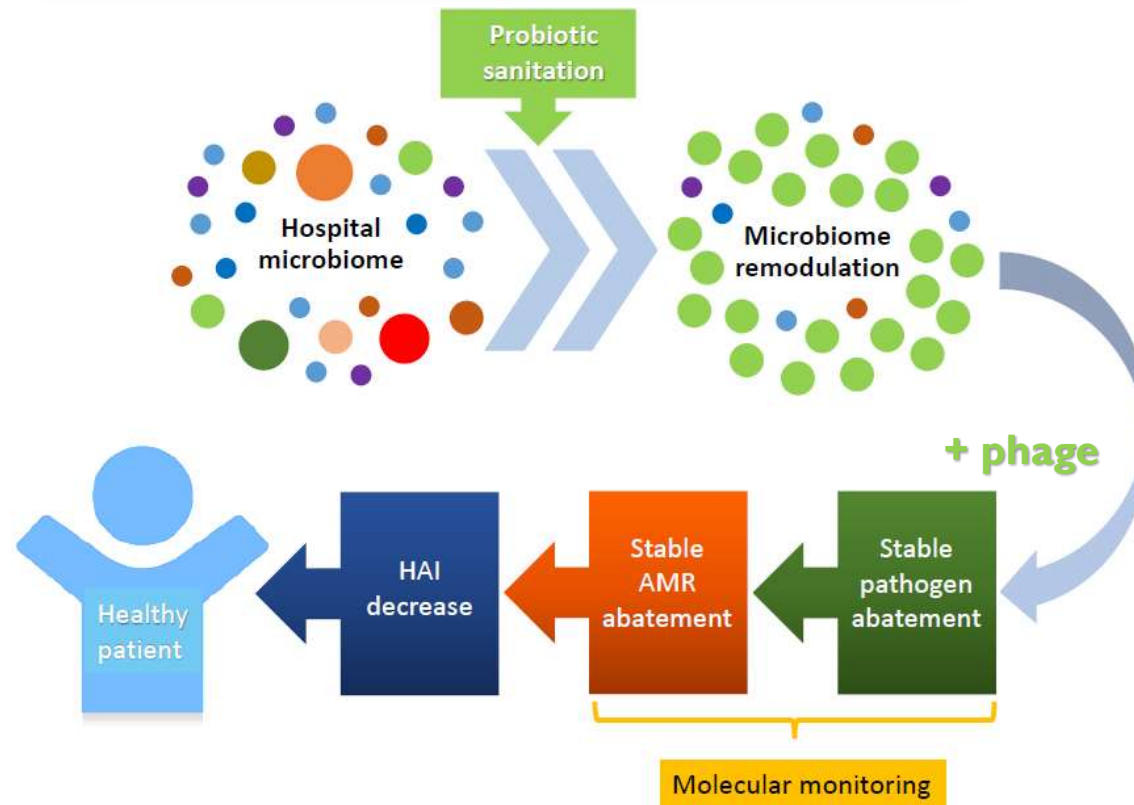 Probiotic
sanitation
Hospital
microbiome
Microbiome
remodulation
+ phage
Healthy
patient
HAI
decrease
Stable
AMR
abatement
Stable
pathogen
abatement
Molecular monitoring